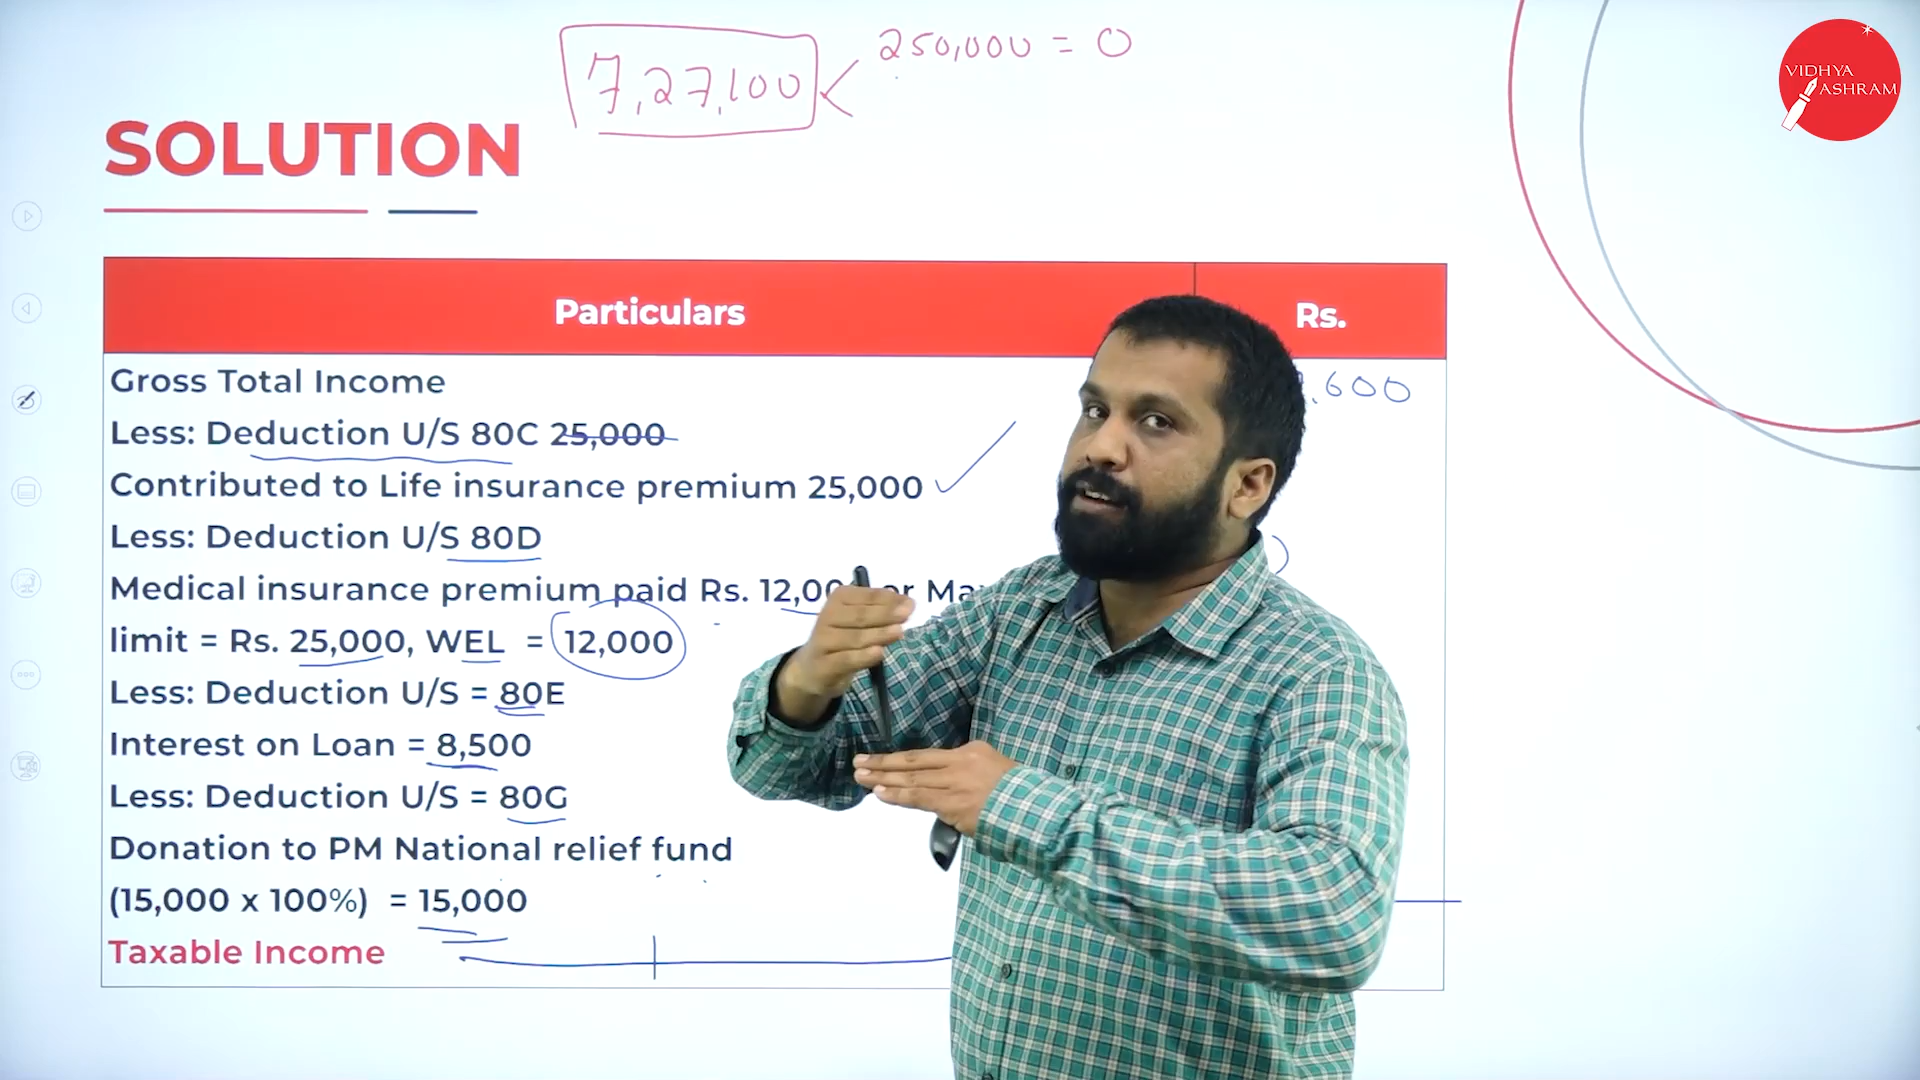 7,27,100
250,000 = 0
VIDHYA
ASHRAM
SOLUTION
Particulars
Rs.
Gross Total Income
600
Less: Deduction U/S 80C 25,000
Contributed to Life insurance premium 25,000
Less: Deduction U/S 80D
Medical insurance premium paid Rs.
limit = Rs. 25,000, WEL = 12,000
Less: Deduction U/S = 80E
Interest on Loan = 8,500
Less: Deduction U/S = 80G
Donation to PM National relief fund
(15,000 x 100%) = 15,000
Taxable Income